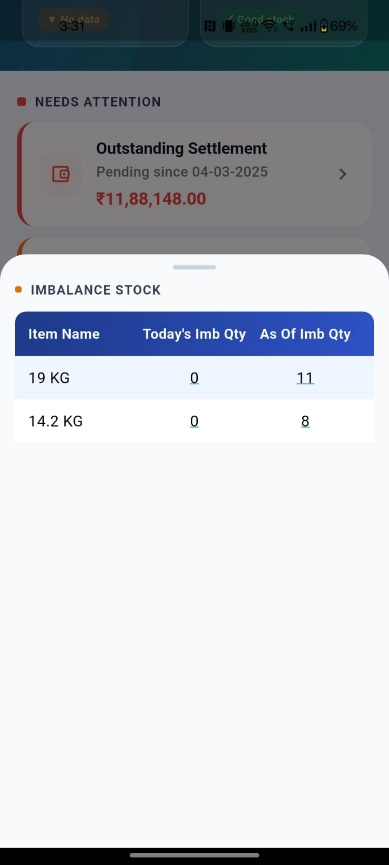 ▼ No data
✓ Good stock
3:31
69%
NEEDS ATTENTION
Outstanding Settlement
Pending since 04-03-2025
₹11,88,148.00
IMBALANCE STOCK
Item Name Today's Imb Qty As Of Imb Qty
19 KG 0 11
14.2 KG 0 8